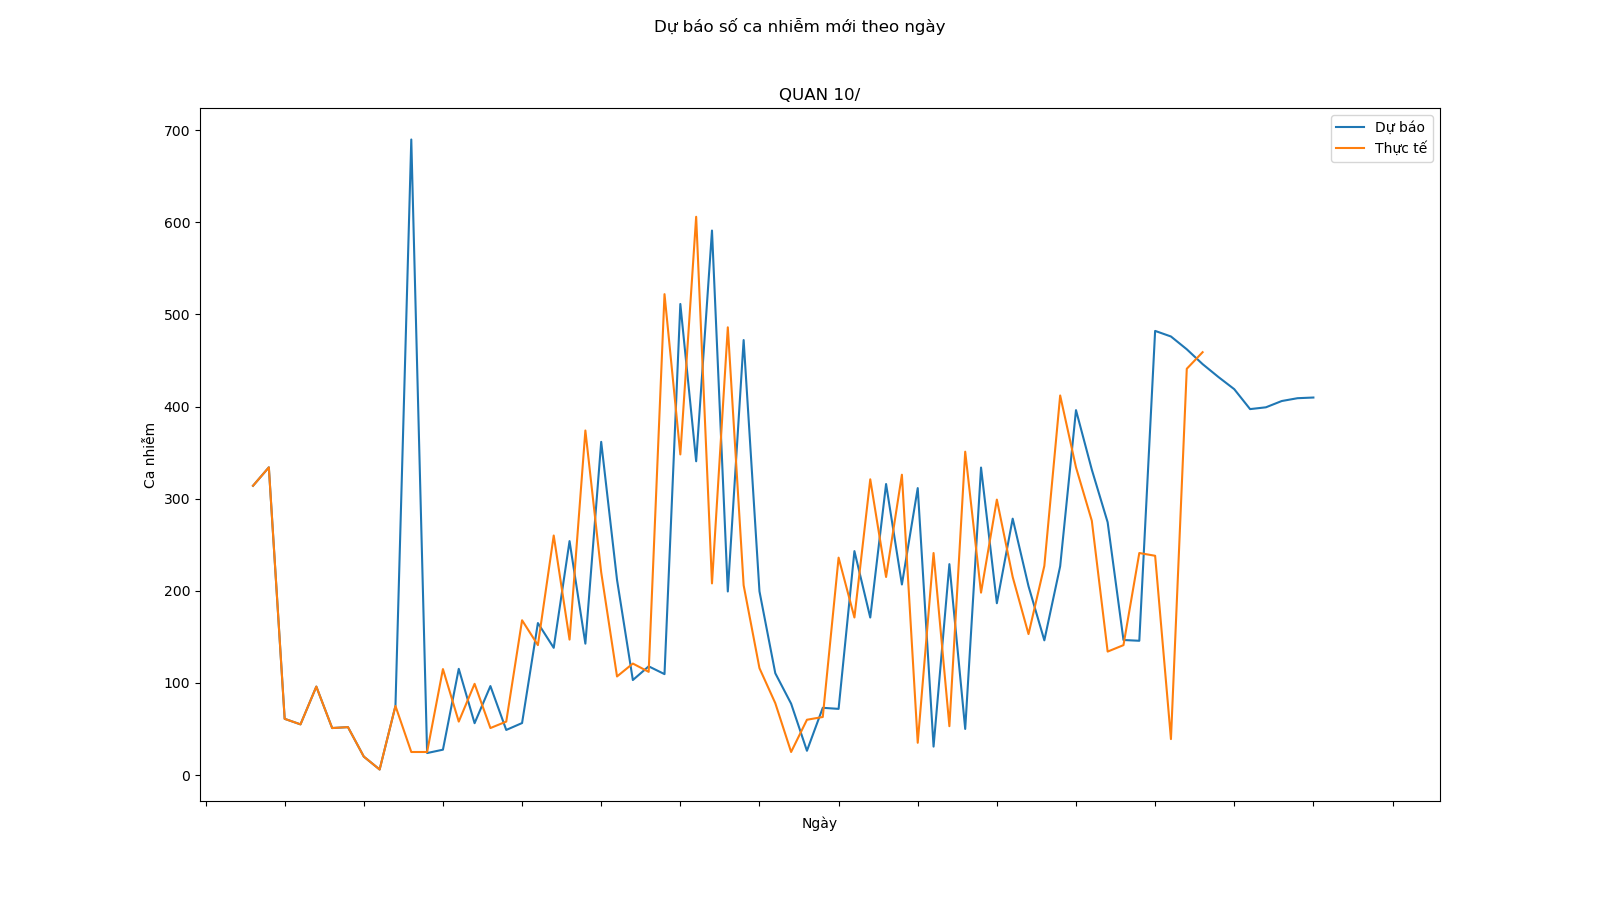 Dự báo số ca nhiễm mới theo ngày
QUAN 10/
Dự báo
Thực tế
700
600
500
400
300
200
100
0
Ca nhiễm
Ngày